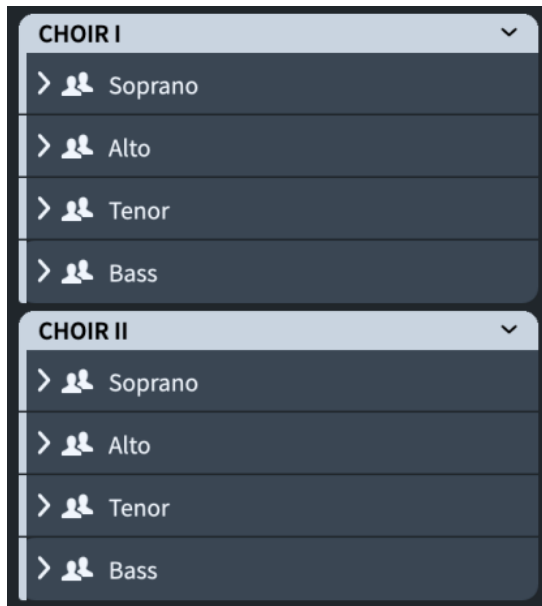 CHOIR I
Soprano
Alto
Tenor
Bass
CHOIR II
Soprano
Alto
Tenor
Bass